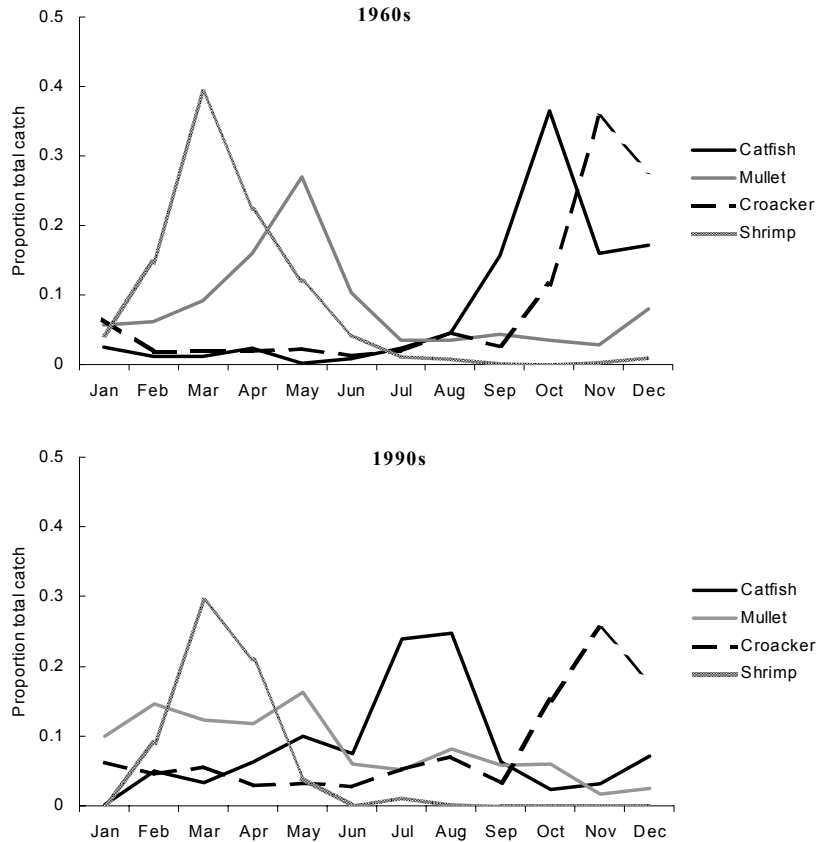 1960s
0.5
0.4
0.3
0.2
0.1
0
Proportion total catch
Jan Feb Mar Apr May Jun Jul Aug Sep Oct Nov Dec
Catfish
Mullet
Croacker
Shrimp
1990s
0.5
0.4
0.3
0.2
0.1
0
Proportion total catch
Jan Feb Mar Apr May Jun Jul Aug Sep Oct Nov Dec
Catfish
Mullet
Croacker
Shrimp